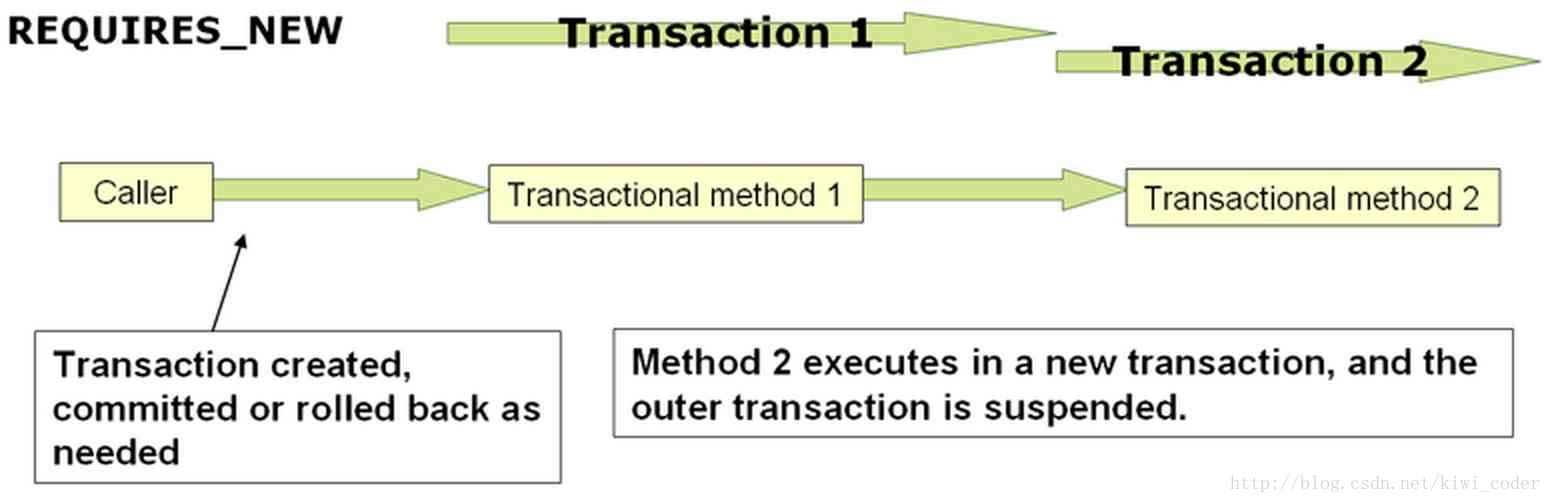 REQUIRES_NEW
Transaction 1
Transaction 2
Caller
Transactional method 1
Transactional method 2
Transaction created,
committed or rolled back as
needed
Method 2 executes in a new transaction, and the
outer transaction is suspended.
http://blog.csdn.net/kiwi_coder